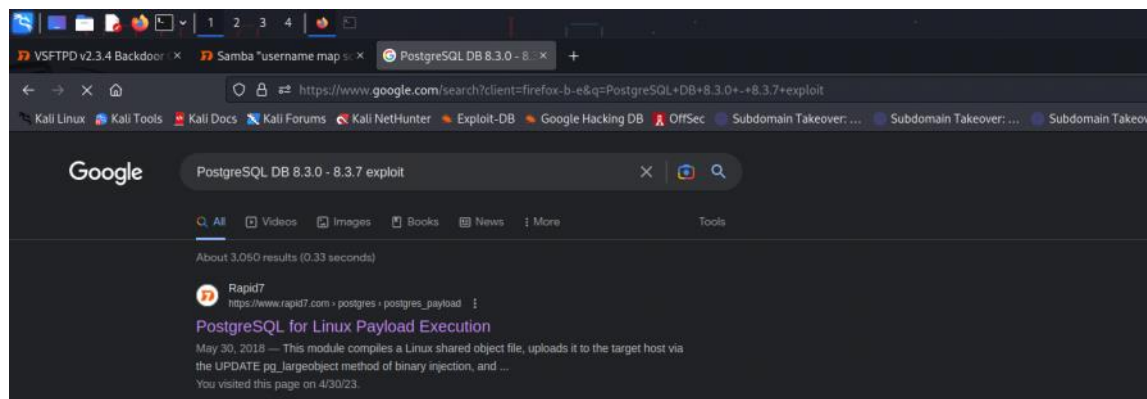 1 2 3 4
VSFTPD v2.3.4 Backdoor
Samba "username map sc
PostgreSQL DB 8.3.0 - 8.
https://www.google.com/search?client=firefox-b-e&q=PostgreSQL+DB+8.3.0+-+8.3.7+exploit
Kali Linux Kali Tools Kali Docs Kali Forums Kali NetHunter Exploit-DB Google Hacking DB OffSec Subdomain Takeover: ... Subdomain Takeover: ... Subdomain Takeov
Google
PostgreSQL DB 8.3.0 - 8.3.7 exploit
All Videos Images Books News More Tools
About 3,050 results (0.33 seconds)
Rapid7
https://www.rapid7.com › postgres › postgres_payload
PostgreSQL for Linux Payload Execution
May 30, 2018 — This module compiles a Linux shared object file, uploads it to the target host via
the UPDATE pg_largeobject method of binary injection, and ...
You visited this page on 4/30/23.